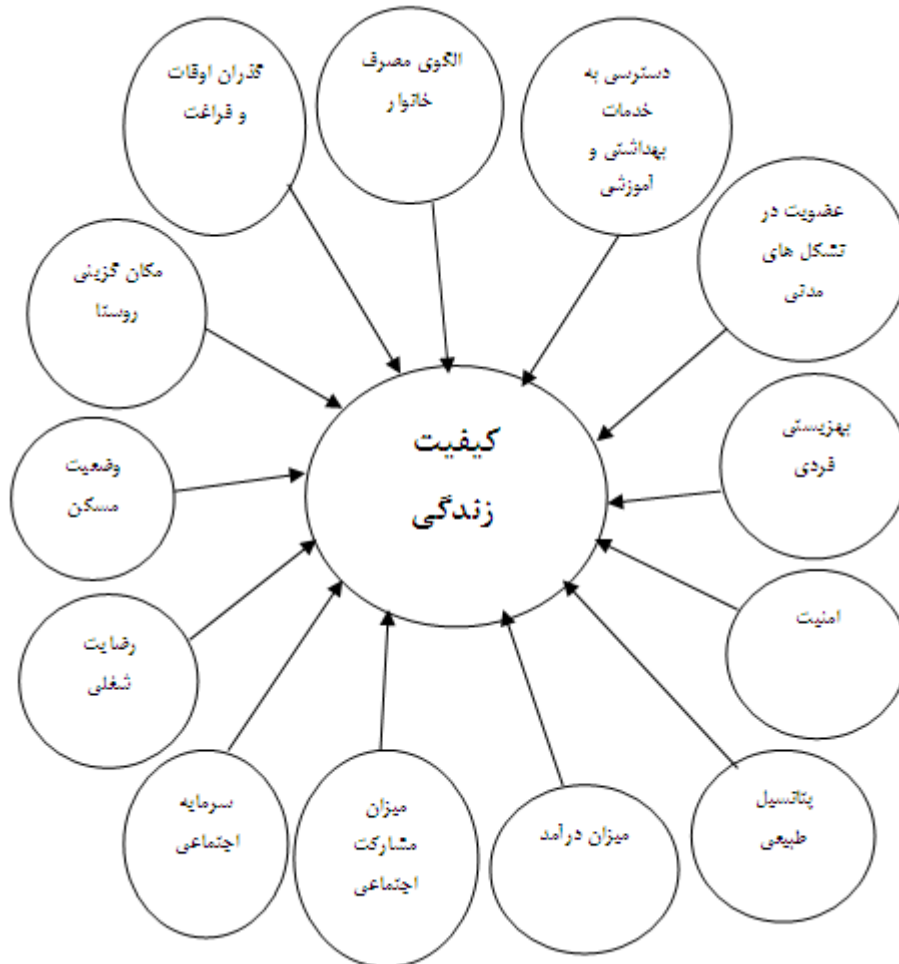 دسترسی به
خدمات
بهداشتی و
آموزشی
الگوی مصرف
خانوار
گذران اوقات
و فراغت
عضویت در
تشکل های
مدنی
مکان گزینی
روستا
بهزیستی
فردی
کیفیت
زندگی
وضعیت
مسکن
امنیت
رضایت
شغلی
پتانسیل
طبیعی
میزان درآمد
میزان
مشارکت
اجتماعی
سرمایه
اجتماعی